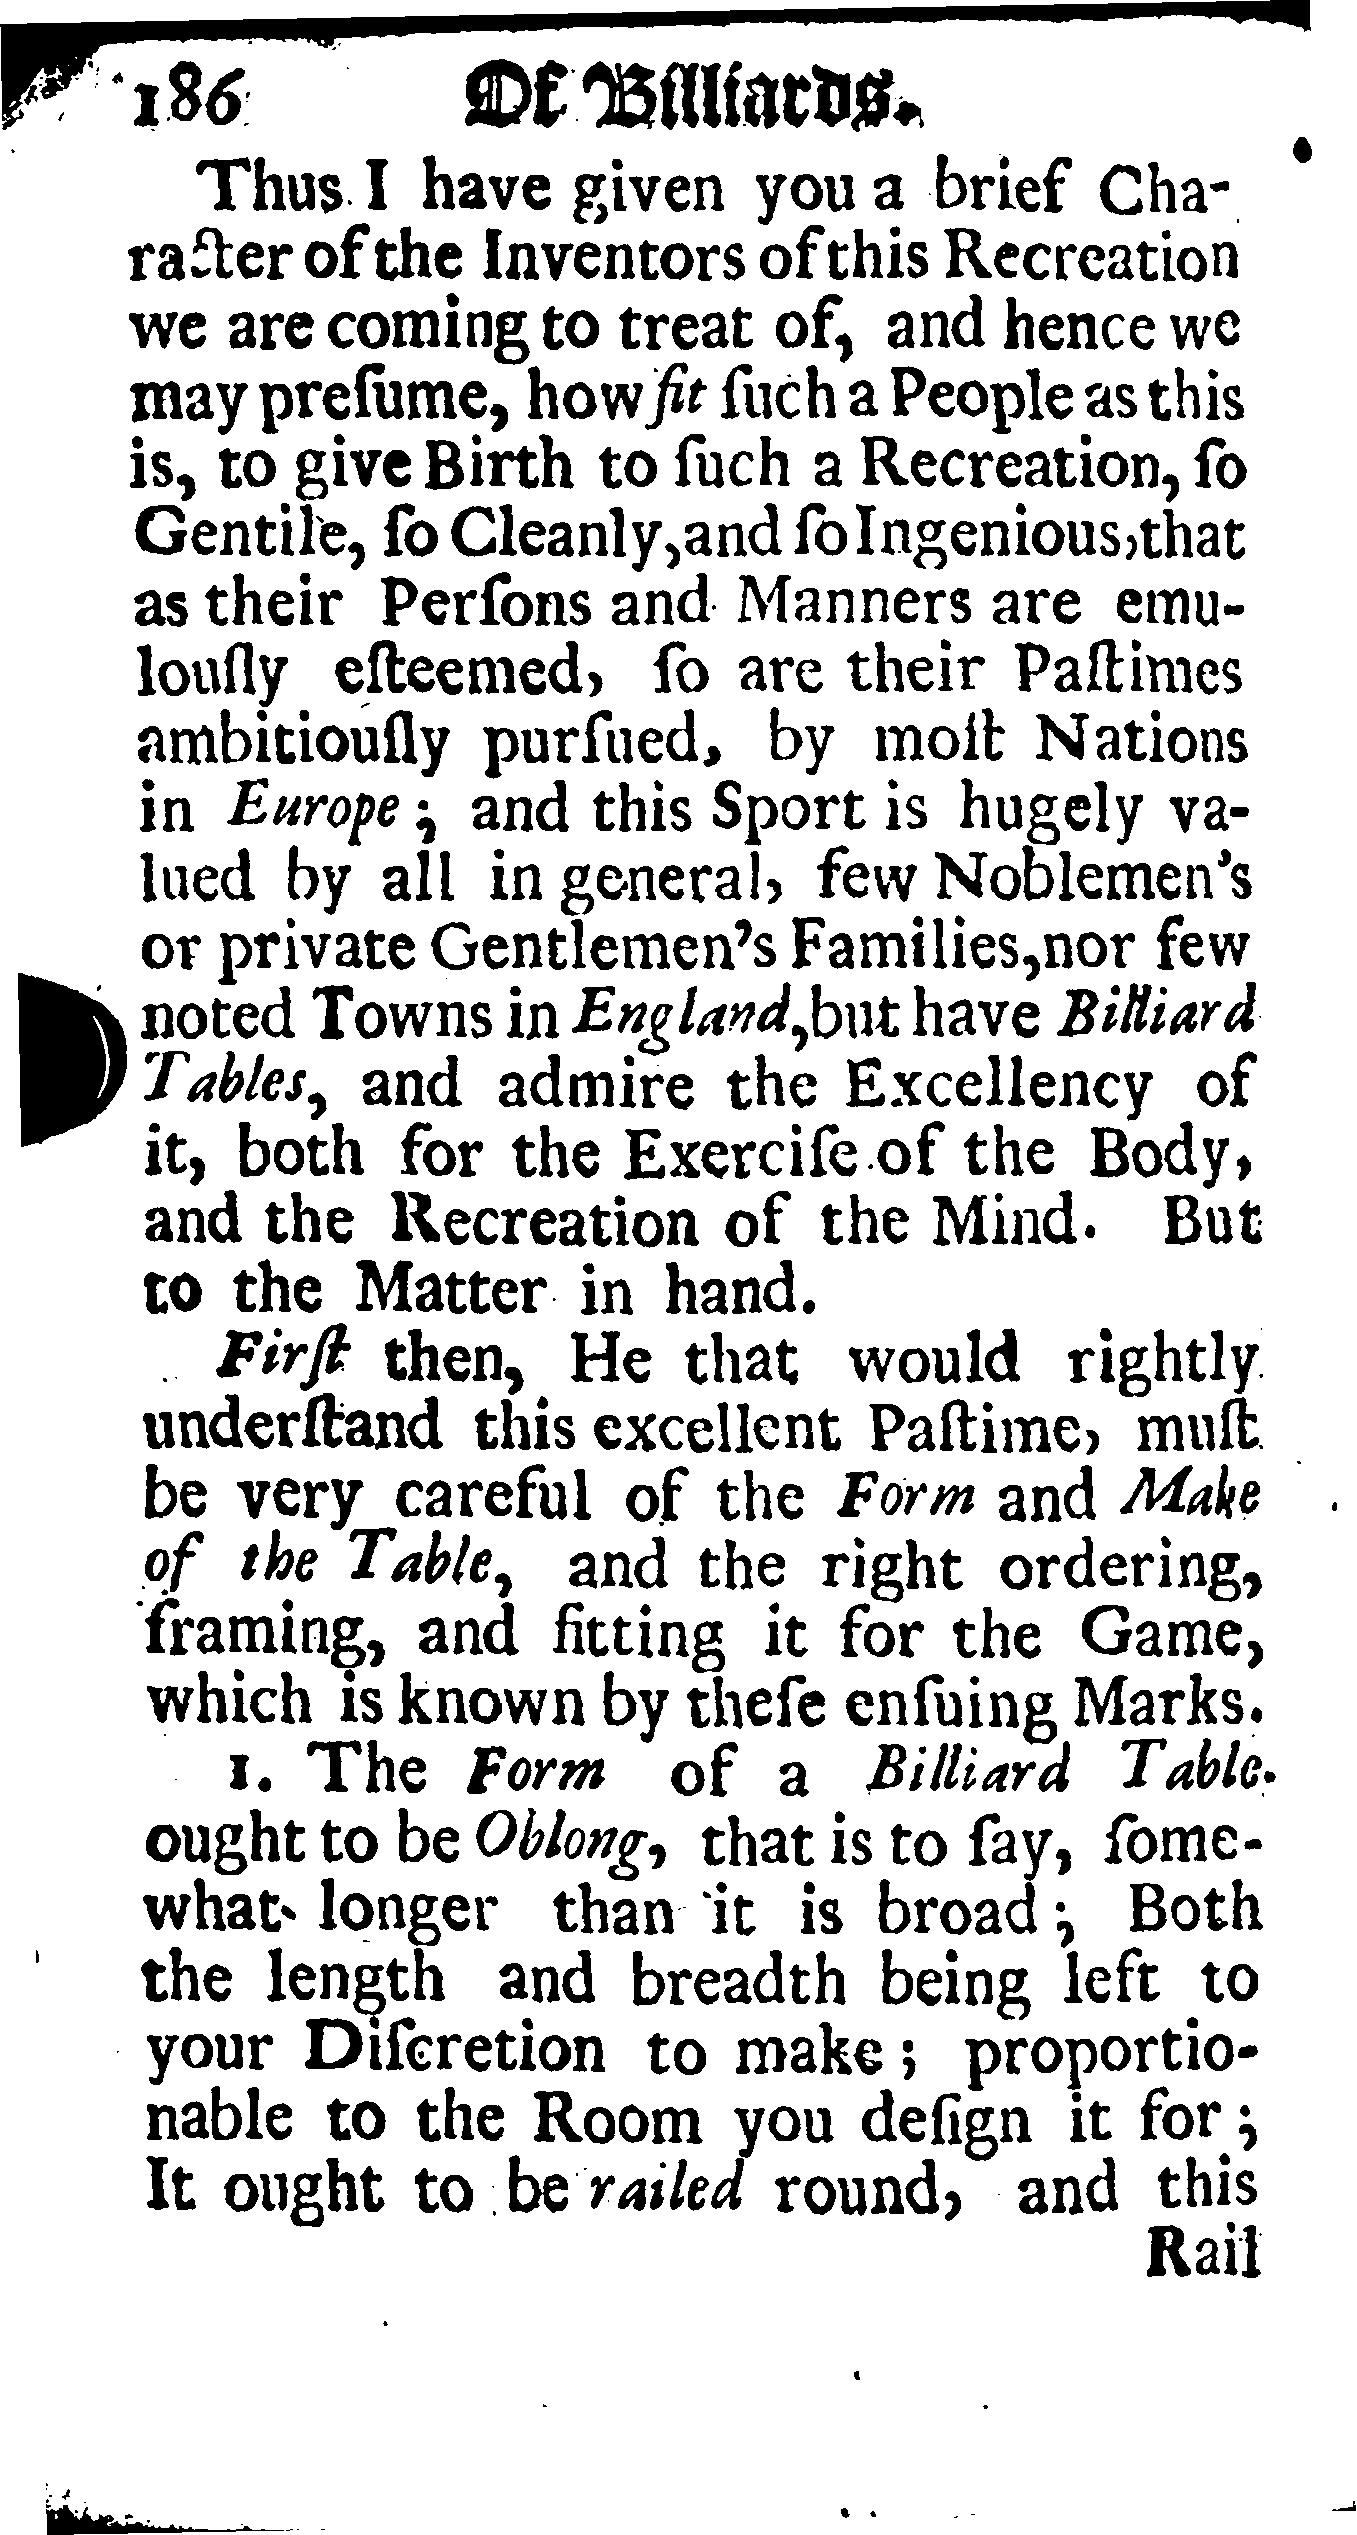 186 Of Billiards.
Thus I have given you a brief Cha-
racter of the Inventors of this Recreation
we are coming to treat of, and hence we
may preſume, how fit ſuch a People as this
is, to give Birth to ſuch a Recreation, ſo
Gentile, ſo Cleanly, and ſo Ingenious, that
as their Perſons and Manners are emu-
louſly eſteemed, ſo are their Paſtimes
ambitiouſly purſued, by moſt Nations
in Europe; and this Sport is hugely va-
lued by all in general, few Noblemen's
or private Gentlemen's Families, nor few
noted Towns in England, but have Billiard
Tables, and admire the Excellency of
it, both for the Exerciſe of the Body,
and the Recreation of the Mind. But
to the Matter in hand.
Firſt then, He that would rightly
underſtand this excellent Paſtime, muſt
be very careful of the Form and Make
of the Table, and the right ordering,
framing, and fitting it for the Game,
which is known by theſe enſuing Marks.
1. The Form of a Billiard Table
ought to be Oblong, that is to ſay, ſome-
what longer than it is broad; Both
the length and breadth being left to
your Diſcretion to make; proportio-
nable to the Room you deſign it for;
It ought to be railed round, and this
Rail